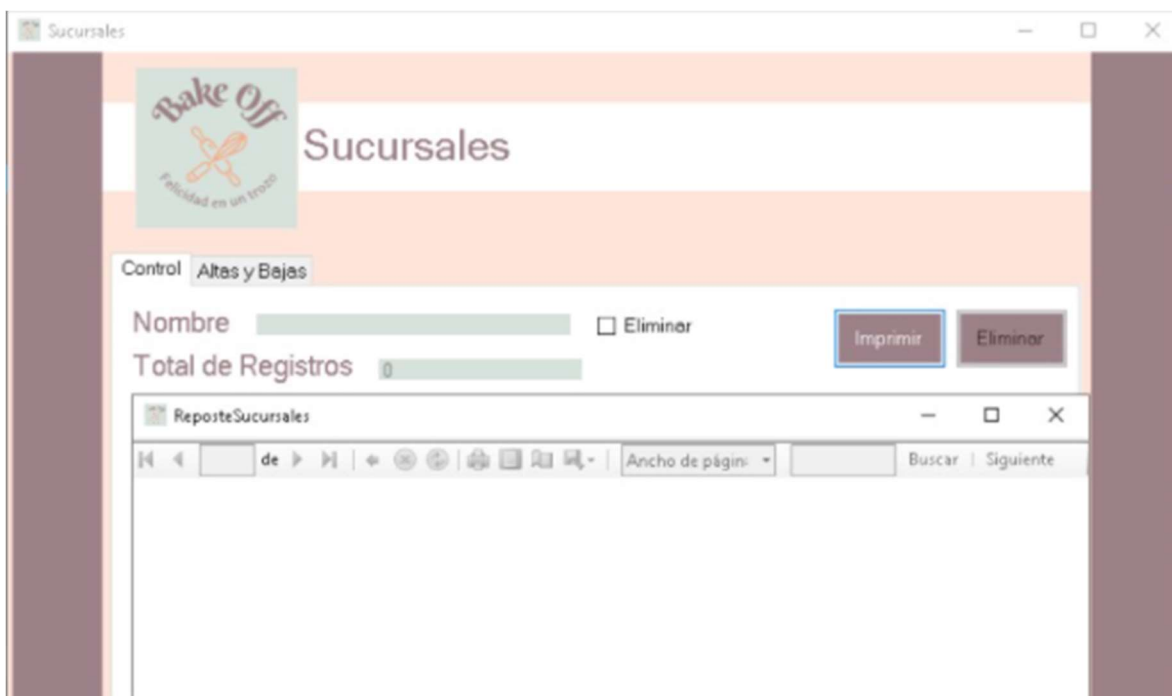 Sucursales
Bake Off
Felicidad en un trozo
Sucursales
Control Altas y Bajas
Nombre Eliminar Imprimir Eliminar
Total de Registros 0
ReposteSucursales
de Ancho de págin: Buscar | Siguiente